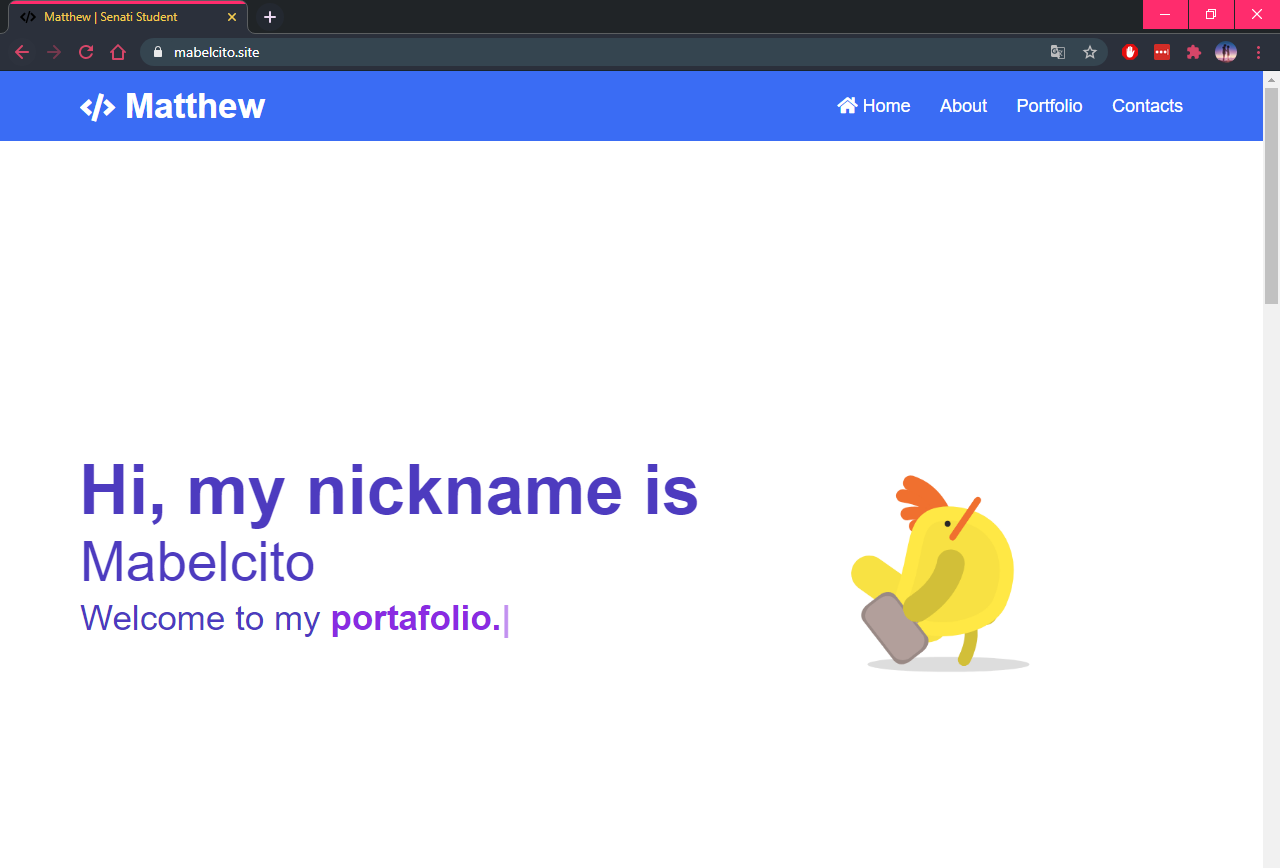 Matthew | Senati Student
mabelcito.site
</> Matthew
Home About Portfolio Contacts
Hi, my nickname is
Mabelcito
Welcome to my portafolio.|